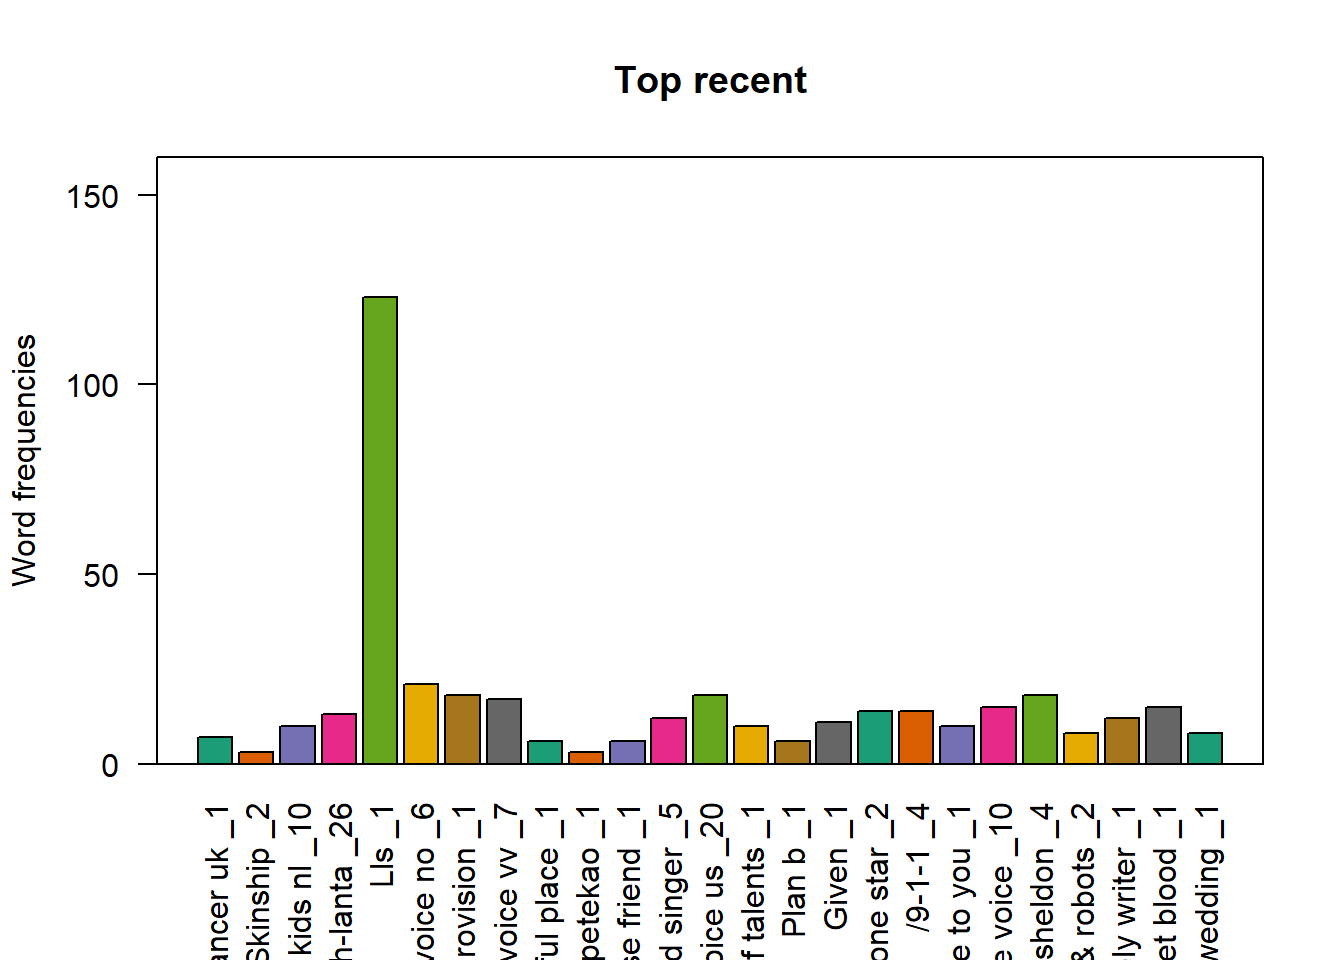 Top recent
Word frequencies
150
100
50
0
ancer uk _1
Skinship _2
kids nl _10
h-lanta _26
Lls _1
voice no _6
rovision _1
voice vv _7
ful place _1
petekao _1
se friend _1
d singer _5
oice us _20
f talents _1
Plan b _1
Given _1
one star _2
/9-1-1 _4
e to you _1
e voice _10
sheldon _4
& robots _2
ly writer _1
et blood _1
wedding _1